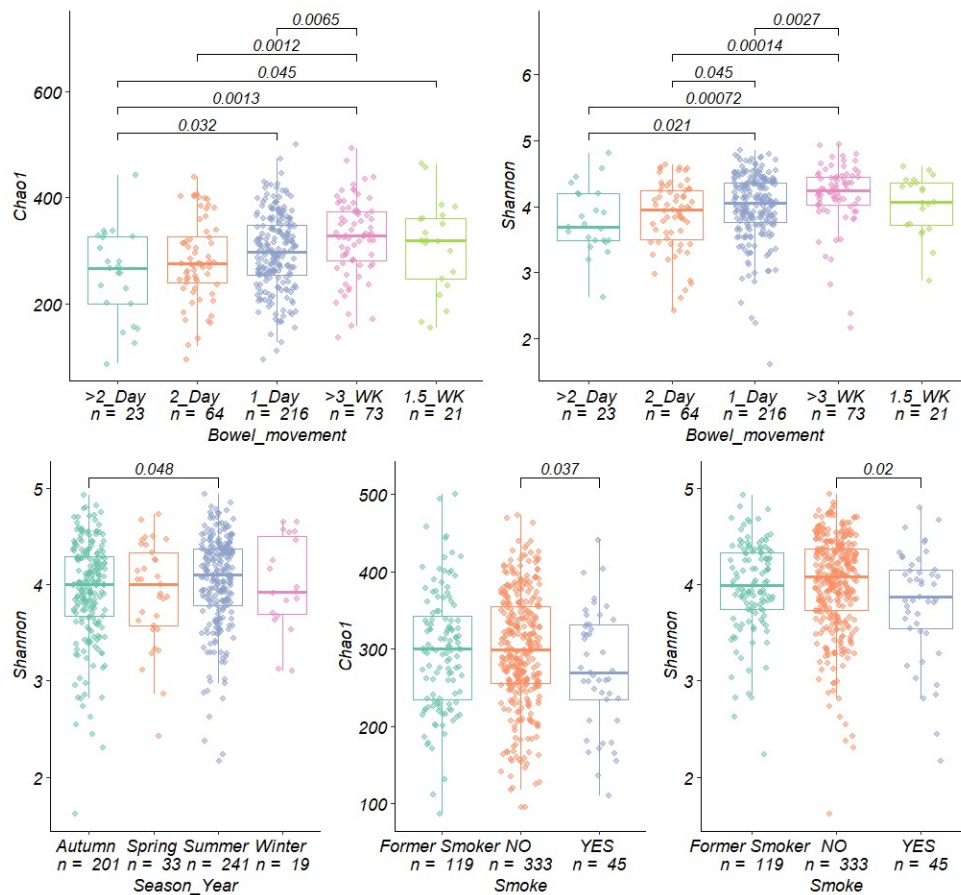 0.0065
0.0012
0.045
0.0013
0.032
Chao1
600
400
200
>2_Day 2_Day 1_Day >3_WK 1.5_WK
n = 23 n = 64 n = 216 n = 73 n = 21
Bowel_movement
0.0027
0.00014
0.045
0.00072
0.021
Shannon
6
5
4
3
2
>2_Day 2_Day 1_Day >3_WK 1.5_WK
n = 23 n = 64 n = 216 n = 73 n = 21
Bowel_movement
0.048
Shannon
5
4
3
2
Autumn Spring Summer Winter
n = 201 n = 33 n = 241 n = 19
Season_Year
0.037
Chao1
500
400
300
200
100
Former Smoker NO YES
n = 119 n = 333 n = 45
Smoke
0.02
Shannon
5
4
3
2
Former Smoker NO YES
n = 119 n = 333 n = 45
Smoke